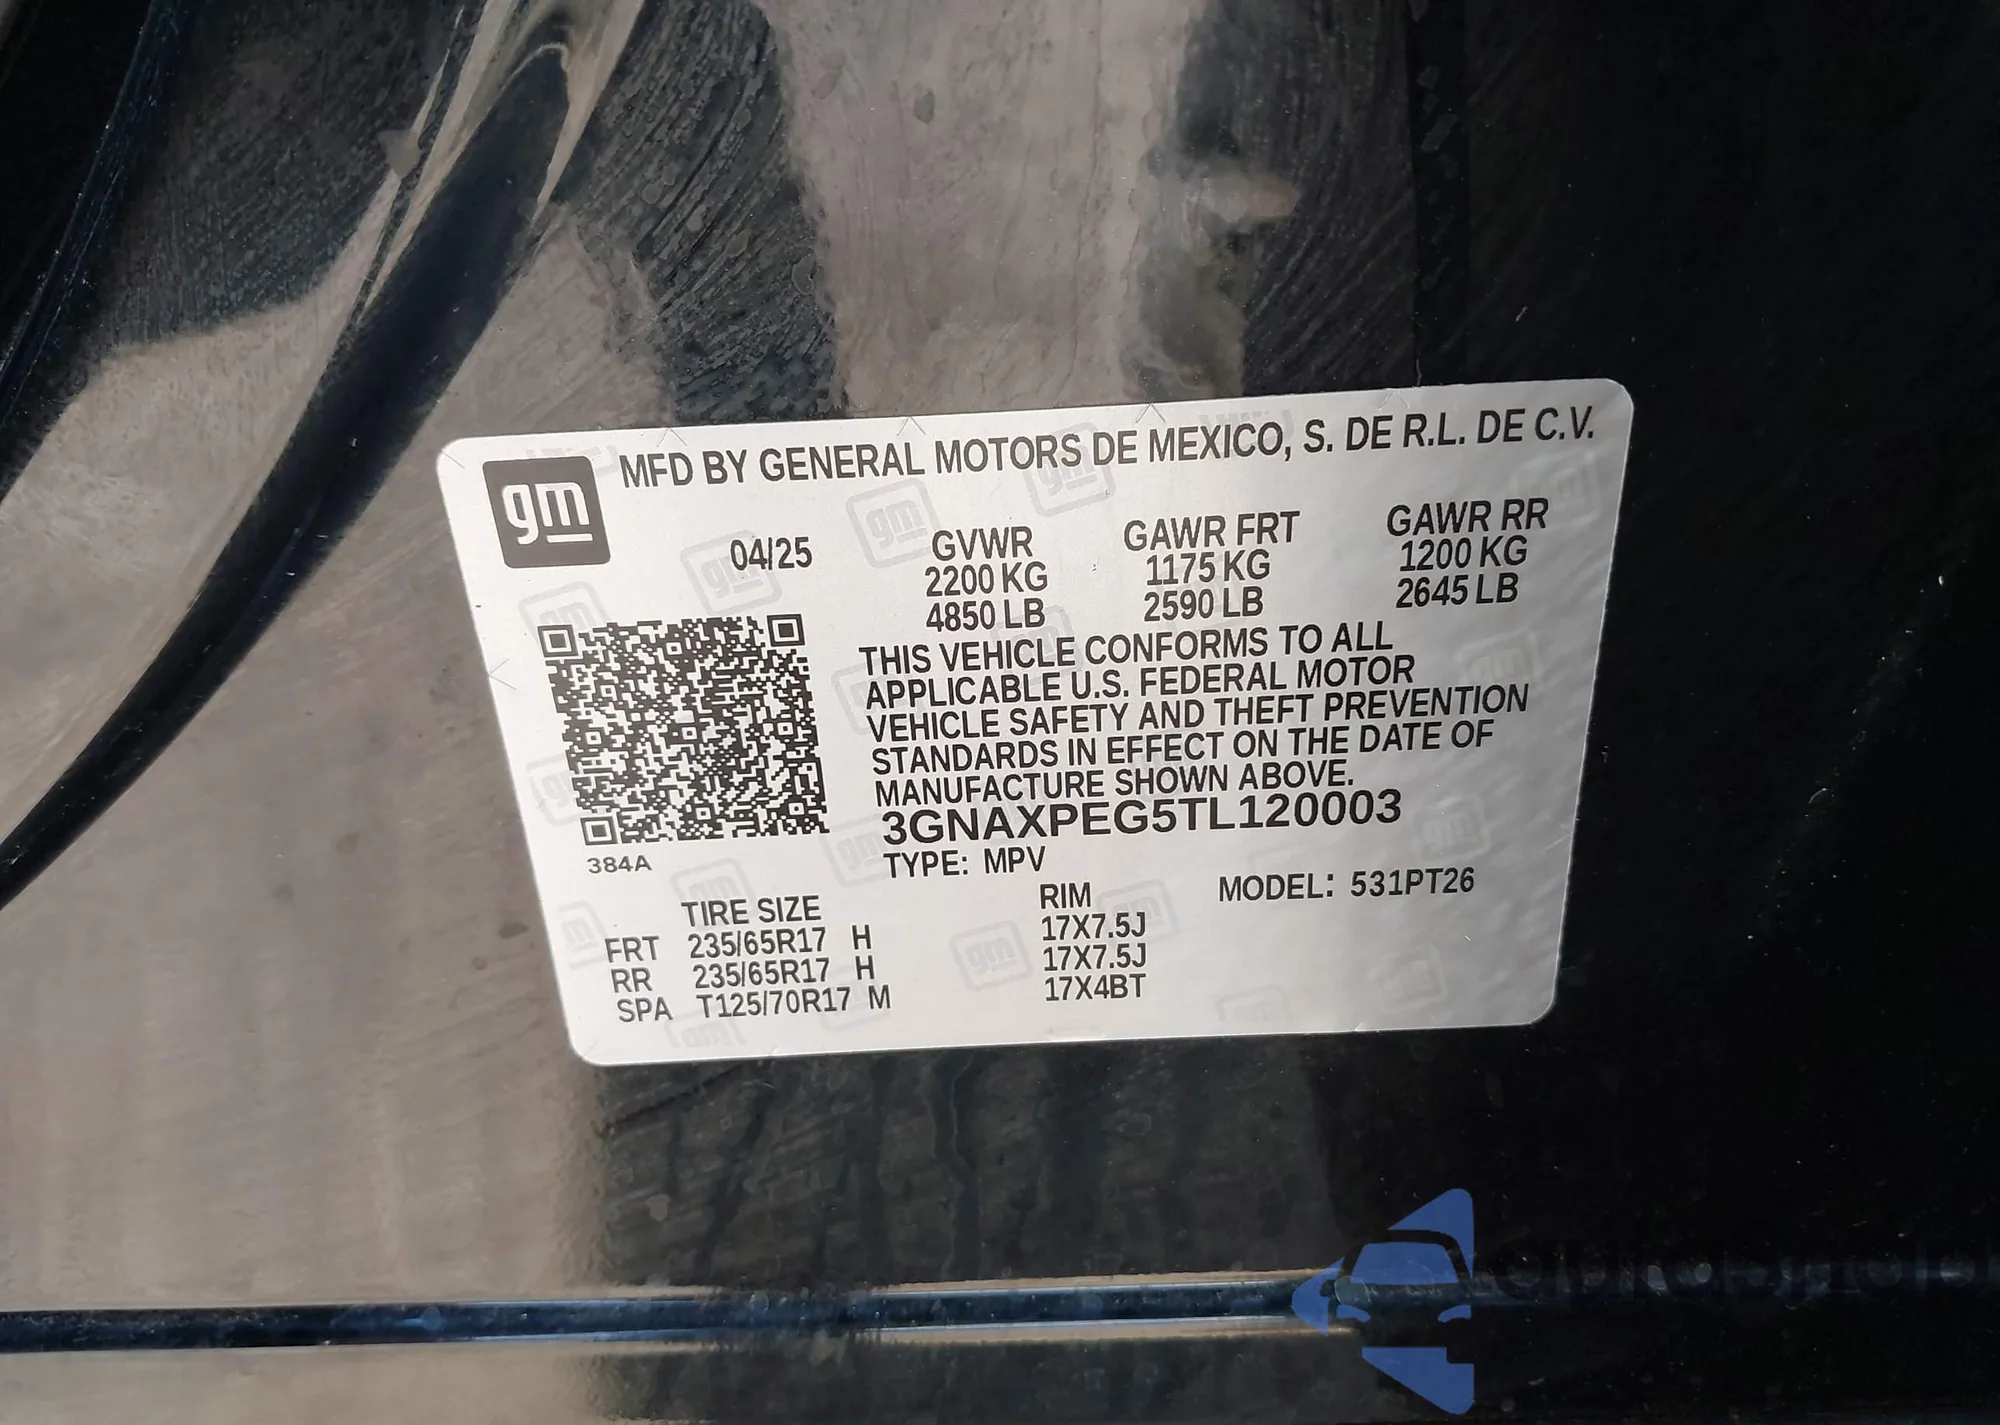 gm
MFD BY GENERAL MOTORS DE MEXICO, S. DE R.L. DE C.V.
04/25
GVWR
2200 KG
4850 LB
GAWR FRT
1175 KG
2590 LB
GAWR RR
1200 KG
2645 LB
THIS VEHICLE CONFORMS TO ALL
APPLICABLE U.S. FEDERAL MOTOR
VEHICLE SAFETY AND THEFT PREVENTION
STANDARDS IN EFFECT ON THE DATE OF
MANUFACTURE SHOWN ABOVE.
3GNAXPEG5TL120003
384A
TYPE: MPV
MODEL: 531PT26
TIRE SIZE RIM
FRT 235/65R17 H 17X7.5J
RR 235/65R17 H 17X7.5J
SPA T125/70R17 M 17X4BT